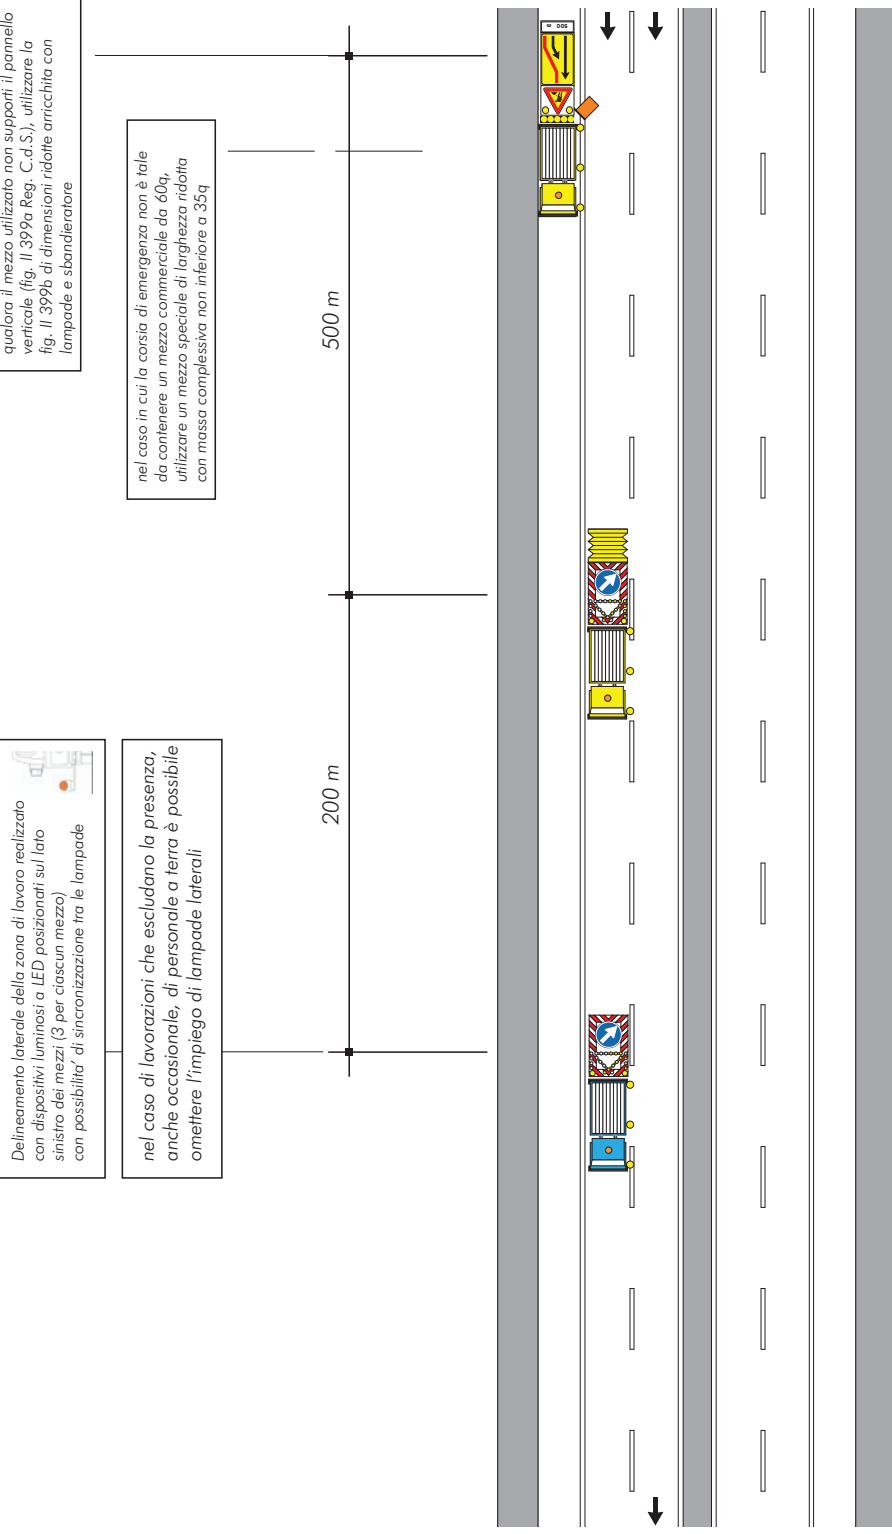 qualora il mezzo utilizzato non supporti il pannello
verticale (fig. II 399a Reg. C.d.S.), utilizzare la
fig. II 399b di dimensioni ridotte arricchita con
lampade e sbandieratore
nel caso in cui la corsia di emergenza non è tale
da contenere un mezzo commerciale da 60q,
utilizzare un mezzo speciale di larghezza ridotta
con massa complessiva non inferiore a 35q
500 m
500 m
200 m
Delineamento laterale della zona di lavoro realizzato
con dispositivi luminosi a LED posizionati sul lato
sinistro dei mezzi (3 per ciascun mezzo)
con possibilita' di sincronizzazione tra le lampade
nel caso di lavorazioni che escludano la presenza,
anche occasionale, di personale a terra è possibile
omettere l'impiego di lampade laterali